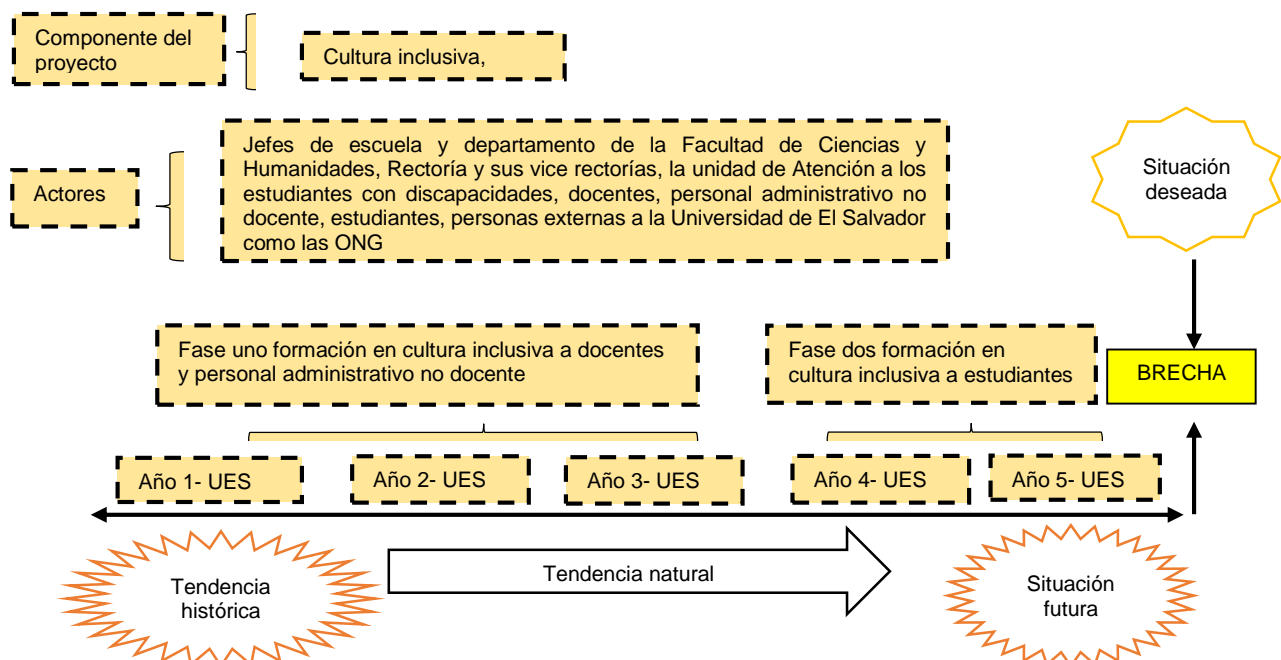 Componente del
proyecto
Cultura inclusiva,
Jefes de escuela y departamento de la Facultad de Ciencias y
Humanidades, Rectoría y sus vice rectorías, la unidad de Atención a los
estudiantes con discapacidades, docentes, personal administrativo no
docente, estudiantes, personas externas a la Universidad de El Salvador
como las ONG
Actores
Situación
deseada
Fase uno formación en cultura inclusiva a docentes
y personal administrativo no docente
Fase dos formación en
cultura inclusiva a estudiantes
BRECHA
Año 1- UES
Año 2- UES
Año 3- UES
Año 4- UES
Año 5- UES
Tendencia
histórica
Tendencia natural
Situación
futura